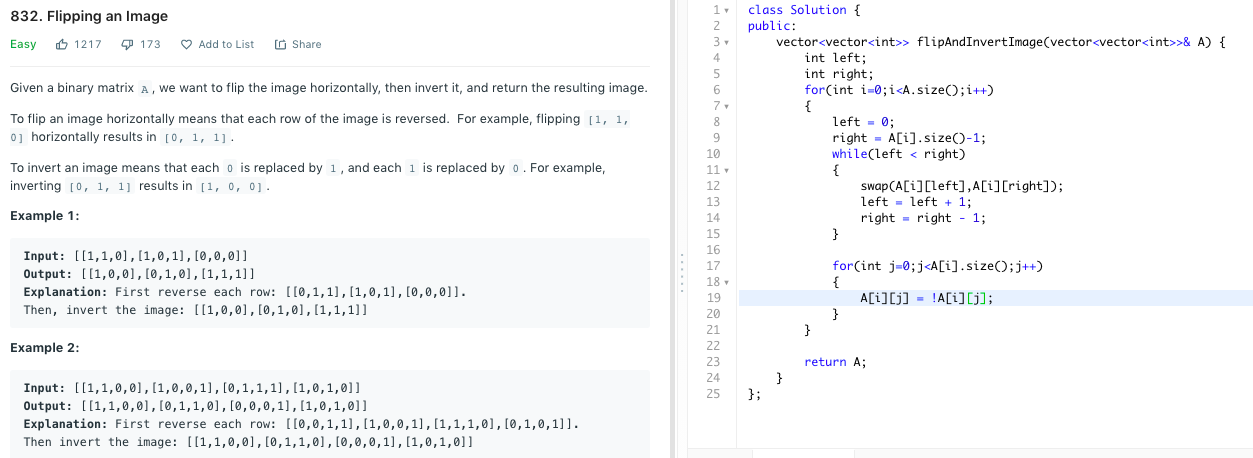 832. Flipping an Image
Easy 1217 173 Add to List Share
Given a binary matrix A, we want to flip the image horizontally, then invert it, and return the resulting image.
To flip an image horizontally means that each row of the image is reversed. For example, flipping [1, 1,
0] horizontally results in [0, 1, 1].
To invert an image means that each 0 is replaced by 1, and each 1 is replaced by 0. For example,
inverting [0, 1, 1] results in [1, 0, 0].
Example 1:
Input: [[1,1,0],[1,0,1],[0,0,0]]
Output: [[1,0,0],[0,1,0],[1,1,1]]
Explanation: First reverse each row: [[0,1,1],[1,0,1],[0,0,0]].
Then, invert the image: [[1,0,0],[0,1,0],[1,1,1]]
Example 2:
Input: [[1,1,0,0],[1,0,0,1],[0,1,1,1],[1,0,1,0]]
Output: [[1,1,0,0],[0,1,1,0],[0,0,0,1],[1,0,1,0]]
Explanation: First reverse each row: [[0,0,1,1],[1,0,0,1],[1,1,1,0],[0,1,0,1]].
Then invert the image: [[1,1,0,0],[0,1,1,0],[0,0,0,1],[1,0,1,0]]
1 class Solution {
2 public:
3     vector<vector<int>> flipAndInvertImage(vector<vector<int>>& A) {
4         int left;
5         int right;
6         for(int i=0;i<A.size();i++)
7         {
8             left = 0;
9             right = A[i].size()-1;
10             while(left < right)
11             {
12                 swap(A[i][left],A[i][right]);
13                 left = left + 1;
14                 right = right - 1;
15             }
16
17             for(int j=0;j<A[i].size();j++)
18             {
19                 A[i][j] = !A[i][j];
20             }
21         }
22
23         return A;
24     }
25 };